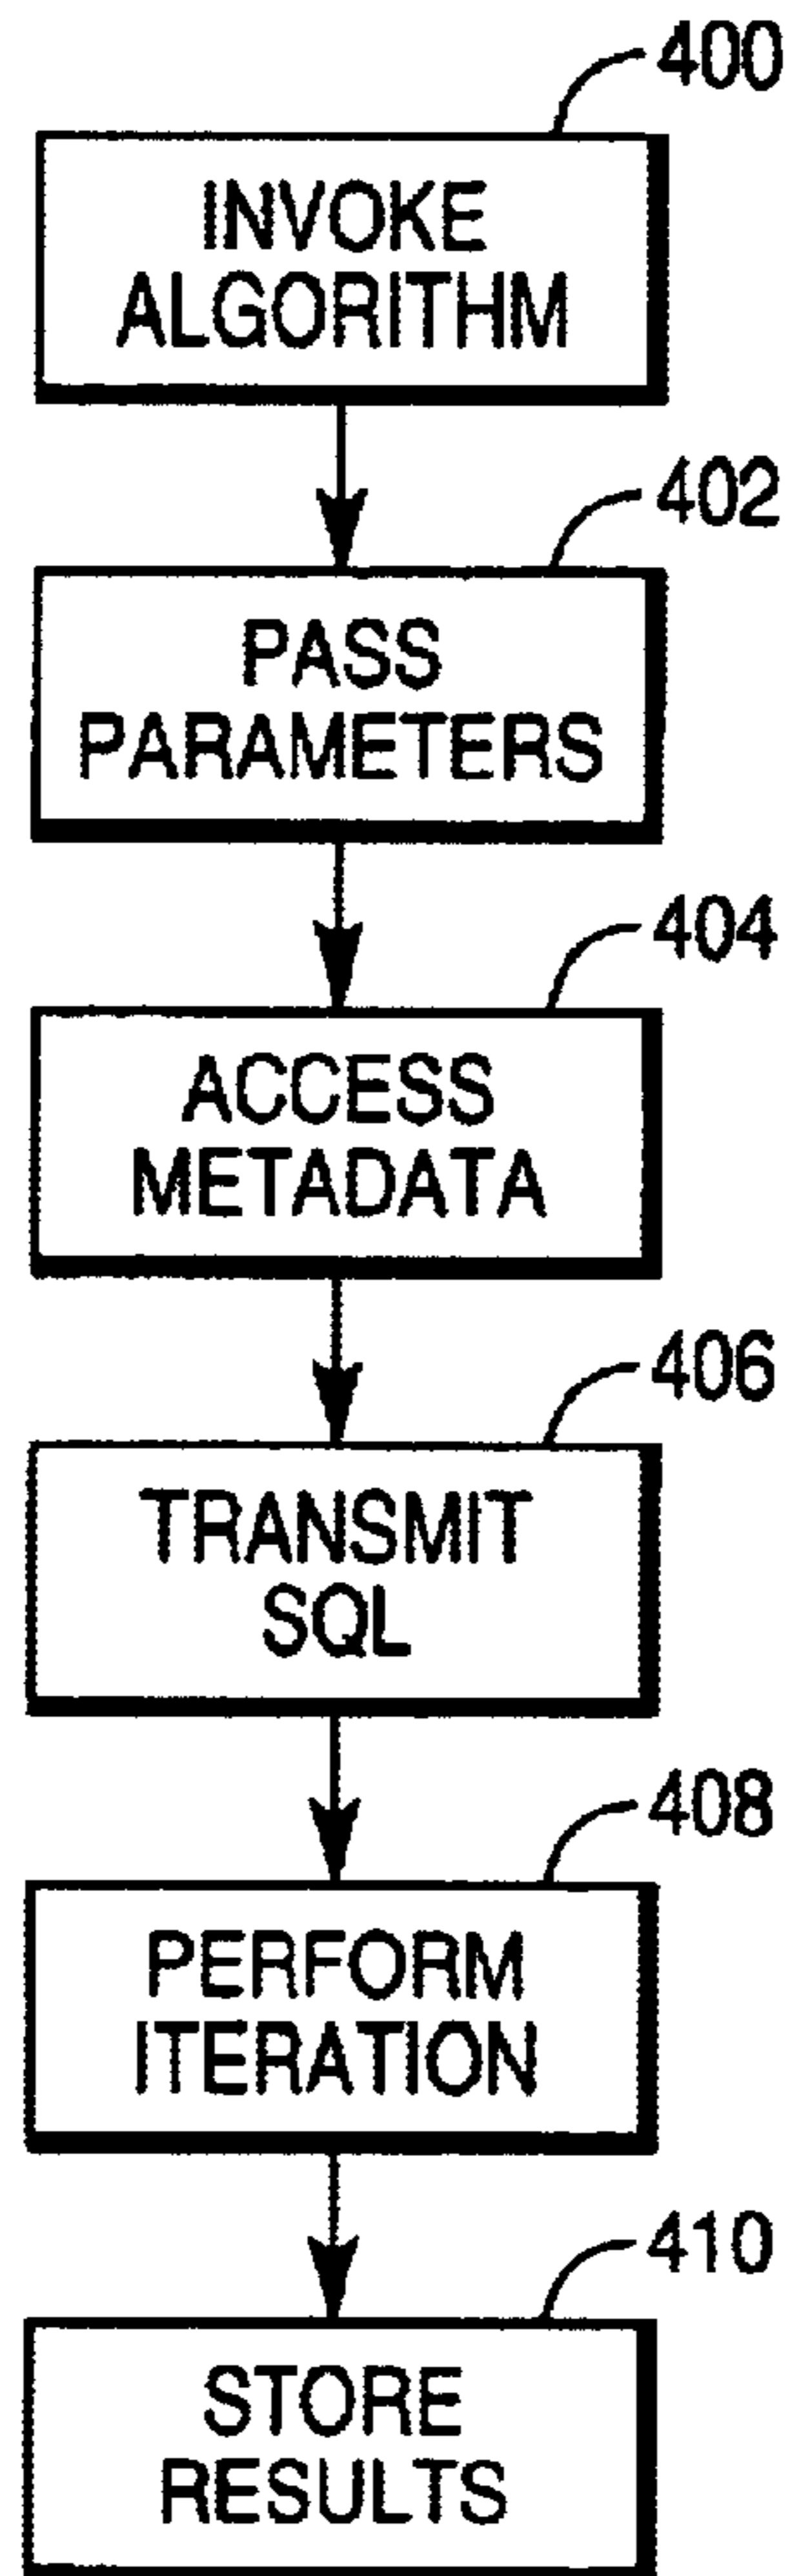 400
INVOKE
ALGORITHM
402
PASS
PARAMETERS
404
ACCESS
METADATA
406
TRANSMIT
SQL
408
PERFORM
ITERATION
410
STORE
RESULTS